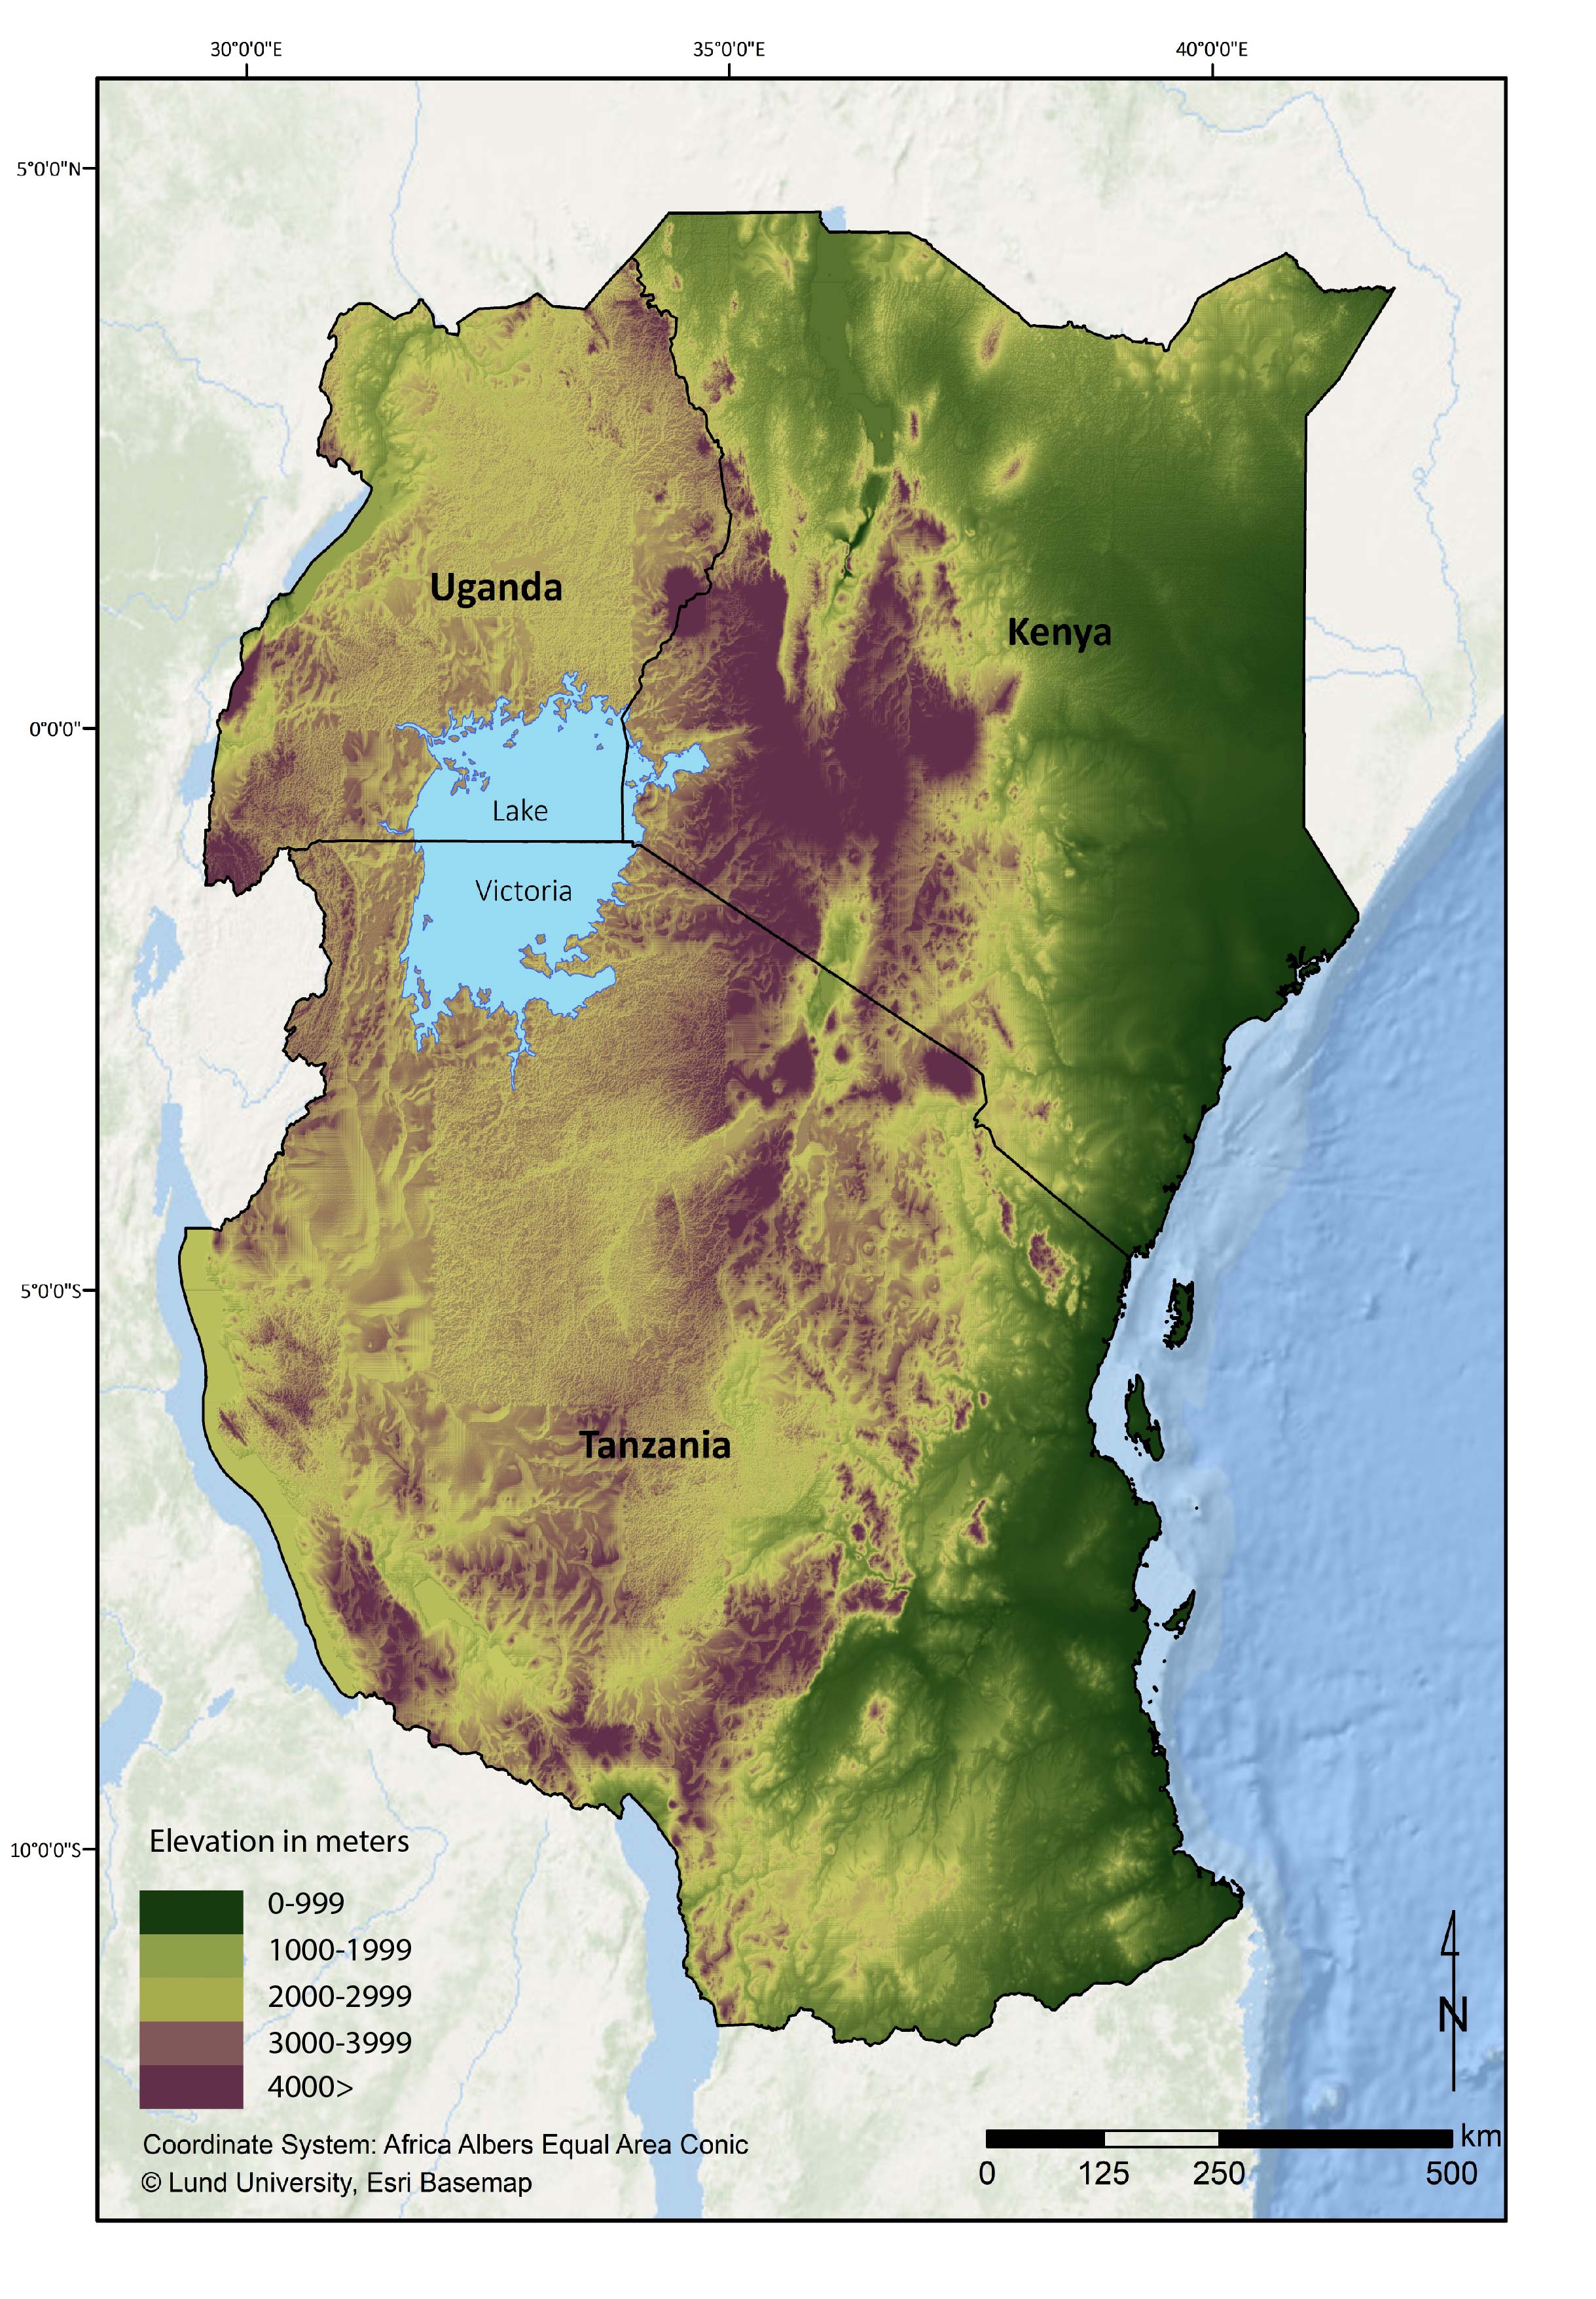 30°0'0"E 35°0'0"E 40°0'0"E
5°0'0"N
Uganda
Kenya
0°0'0"
Lake
Victoria
5°0'0"S
Tanzania
10°0'0"S
Elevation in meters
0-999
1000-1999
2000-2999
3000-3999
4000>
N
Coordinate System: Africa Albers Equal Area Conic
© Lund University, Esri Basemap
km
0 125 250 500